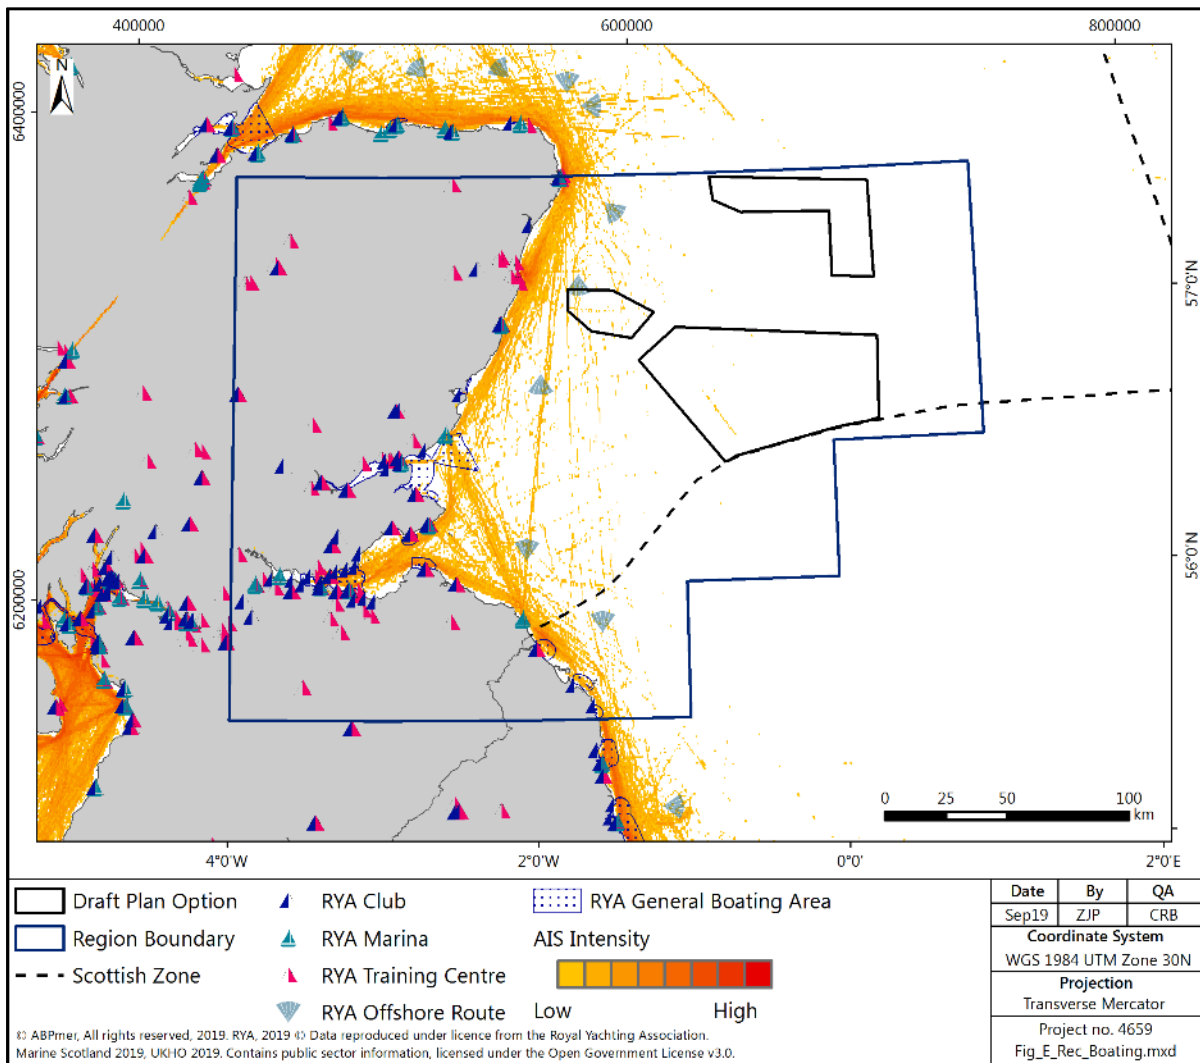 400000 600000 800000
N
6400000
57°0'N
56°0'N
6200000
0 25 50 100
km
4°0'W 2°0'W 0°0' 2°0'E
Draft Plan Option
Region Boundary
Scottish Zone
RYA Club
RYA Marina
RYA Training Centre
RYA Offshore Route
RYA General Boating Area
AIS Intensity
Low High
Date By QA
Sep19 ZJP CRB
Coordinate System
WGS 1984 UTM Zone 30N
Projection
Transverse Mercator
Project no. 4659
Fig_E_Rec_Boating.mxd
© ABPmer, All rights reserved, 2019. RYA, 2019 © Data reproduced under licence from the Royal Yachting Association.
Marine Scotland 2019, UKHO 2019. Contains public sector information, licensed under the Open Government License v3.0.